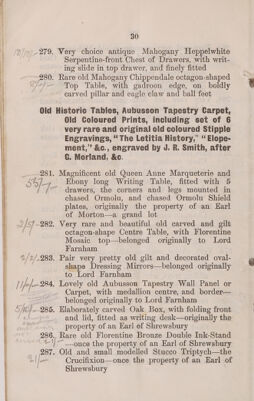 30
279. Very choice antique Mahogany Heppelwhite
Serpentine-front Chest of Drawers, with writ-
ing slide in top drawer, and finely fitted
280. Rare old Mahogany Chippendale octagon-shaped
Top Table, with gadroon edge, on boldly
carved pillar and eagle claw and ball feet
Old Historic Tables, Aubusson Tapestry Carpet,
Old Coloured Prints, including set of 6
very rare and original old coloured Stipple
Engravings, "The Letitia History," "Elope-
ment," &c., engraved by J. R. Smith, after
G. Morland, &c.
281. Magnificent old Queen Anne Marqueterie and
Ebony long Writing Table, fitted with 5
drawers, the corners and legs mounted in
chased Ormolu, and chased Ormolu Shield
plates, originally the property of an Earl
of Morton—a grand lot
282. Very rare and beautiful old carved and gilt
octagon-shape Centre Table, with Florentine
Mosaic top—belonged originally to Lord
Farnham
2/2/ 283. Pair very pretty old gilt and decorated oval-
shape Dressing Mirrors—belonged originally
to Lord Farnham
284. Lovely old Aubusson Tapestry Wall Panel or
Carpet, with medallion centre, and border—
belonged originally to Lord Farnham
285. Elaborately carved Oak Box, with folding front
and lid, fitted as writing desk—originally the
property of an Earl of Shrewsbury
286. Rare old Florentine Bronze Double Ink-Stand
—once the property of an Earl of Shrewsbury
287. Old and small modelled Stucco Triptych—the
Crucifixion—once the property of an Earl of
Shrewsbury